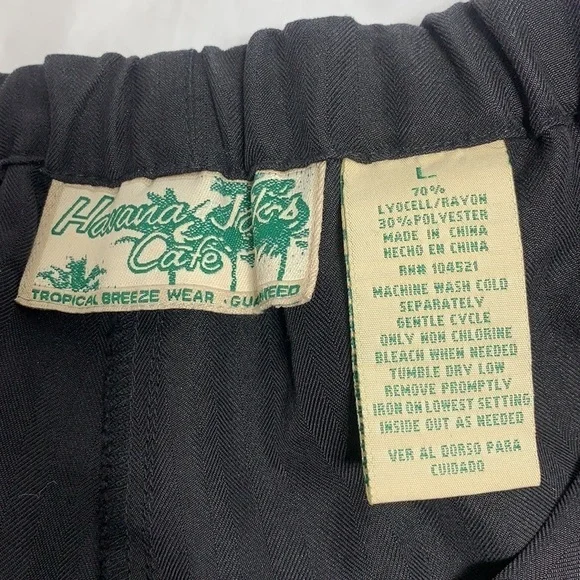 Havana Jack's
Cafe
TROPICAL BREEZE WEAR · GUARANTEED
L
70%
LYOCELL/RAYON
30% POLYESTER
MADE IN CHINA
HECHO EN CHINA
RN# 104521
MACHINE WASH COLD
SEPARATELY
GENTLE CYCLE
ONLY NON CHLORINE
BLEACH WHEN NEEDED
TUMBLE DRY LOW
REMOVE PROMPTLY
IRON ON LOWEST SETTING
INSIDE OUT AS NEEDED
VER AL DORSO PARA
CUIDADO